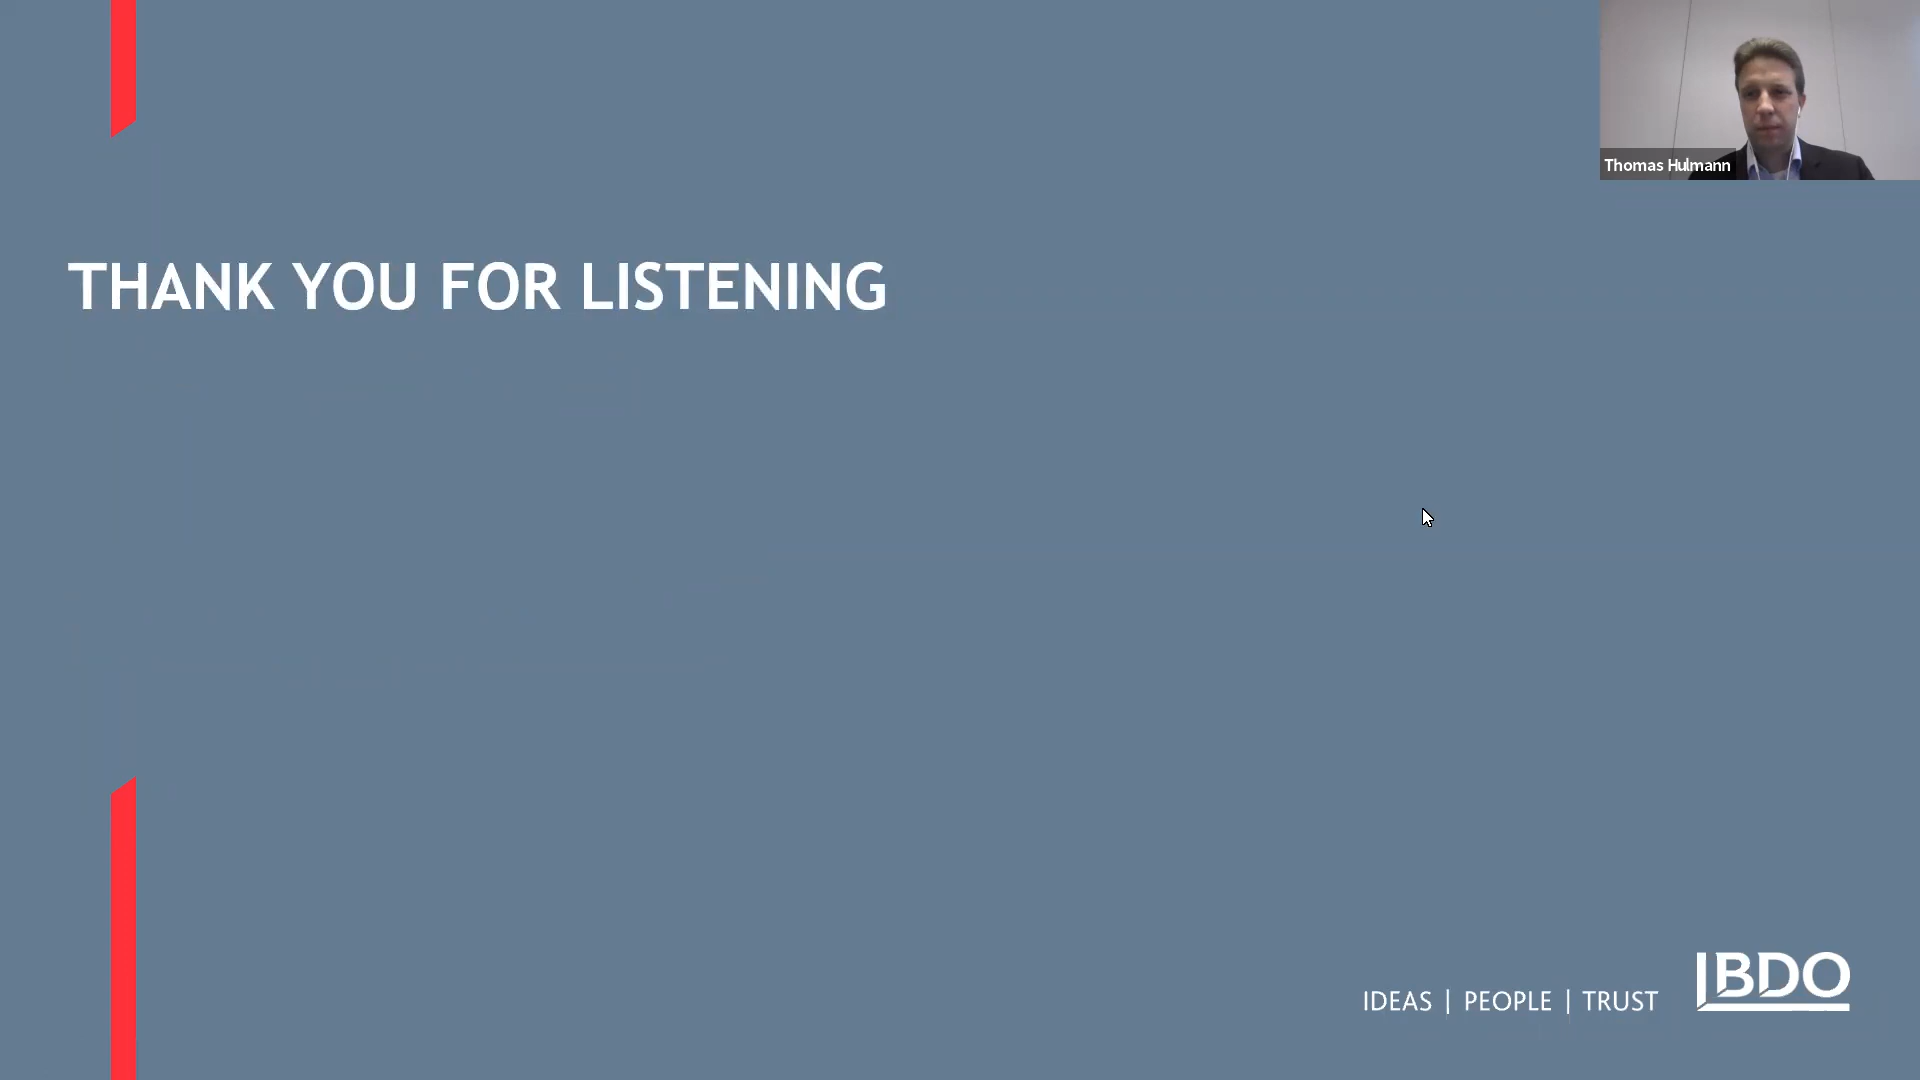 Thomas Hulmann
THANK YOU FOR LISTENING
IDEAS | PEOPLE | TRUST
BDO